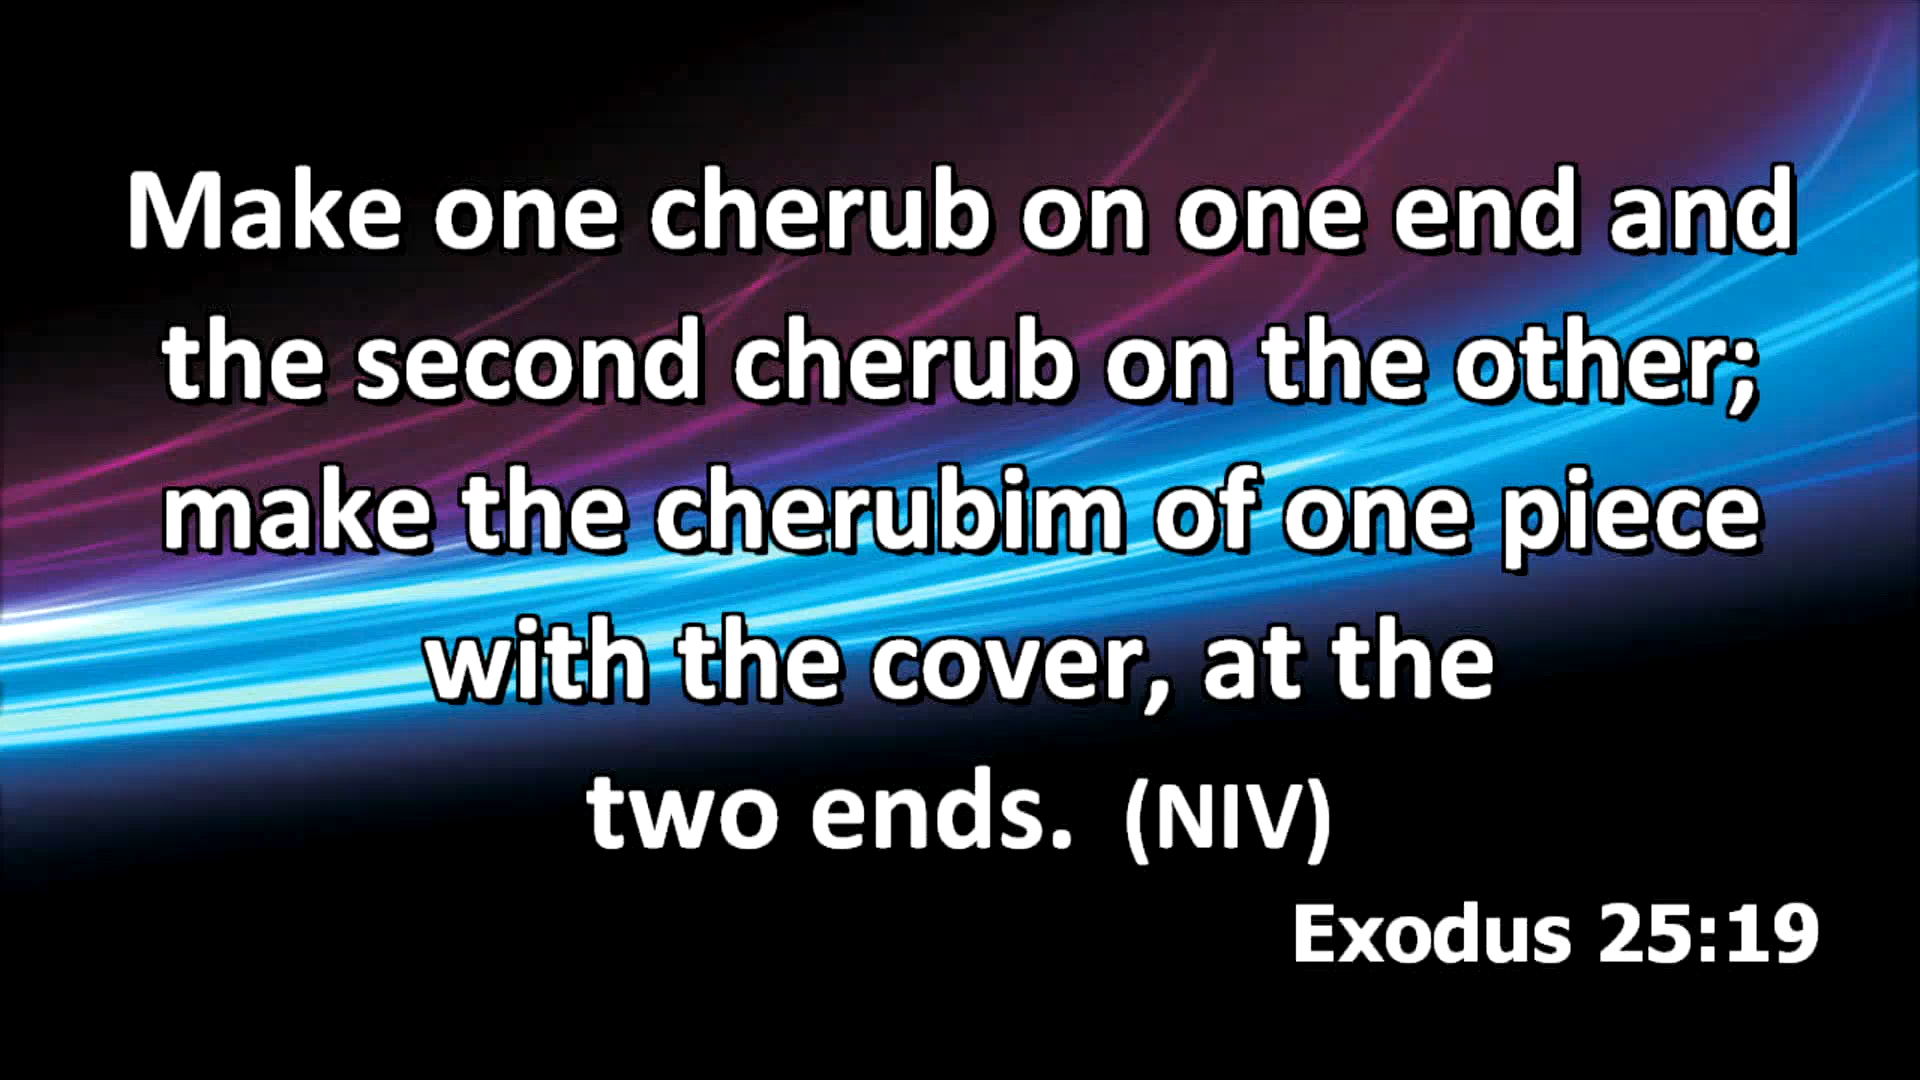 Make one cherub on one end and
the second cherub on the other;
make the cherubim of one piece
with the cover, at the
two ends. (NIV)
Exodus 25:19